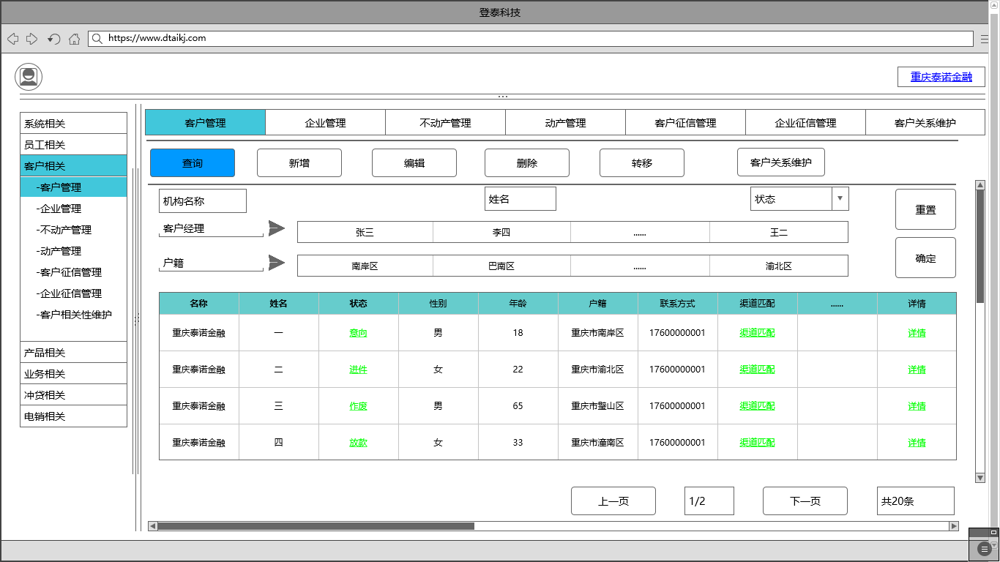 登泰科技
https://www.dtaikj.com
重庆泰诺金融
系统相关
员工相关
客户相关
-客户管理
-企业管理
-不动产管理
-动产管理
-客户征信管理
-企业征信管理
-客户相关性维护
产品相关
业务相关
冲贷相关
电销相关
客户管理 企业管理 不动产管理 动产管理 客户征信管理 企业征信管理 客户关系维护
查询 新增 编辑 删除 转移 客户关系维护
机构名称 姓名 状态 重置
客户经理 张三 李四 ...... 王二
确定
户籍 南岸区 巴南区 ...... 渝北区
名称 姓名 状态 性别 年龄 户籍 联系方式 渠道匹配 ...... 详情
重庆泰诺金融 一 意向 男 18 重庆市南岸区 17600000001 渠道匹配 详情
重庆泰诺金融 二 进件 女 22 重庆市渝北区 17600000001 渠道匹配 详情
重庆泰诺金融 三 作废 男 65 重庆市璧山区 17600000001 渠道匹配 详情
重庆泰诺金融 四 放款 女 33 重庆市潼南区 17600000001 渠道匹配 详情
上一页 1/2 下一页 共20条